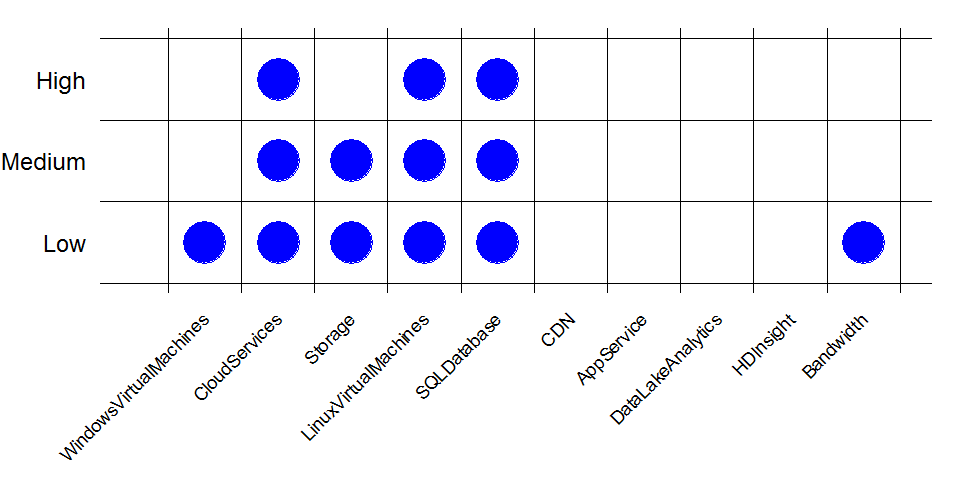 High
Medium
Low
WindowsVirtualMachines
CloudServices
Storage
LinuxVirtualMachines
SQLDatabase
CDN
AppService
DataLakeAnalytics
HDInsight
Bandwidth